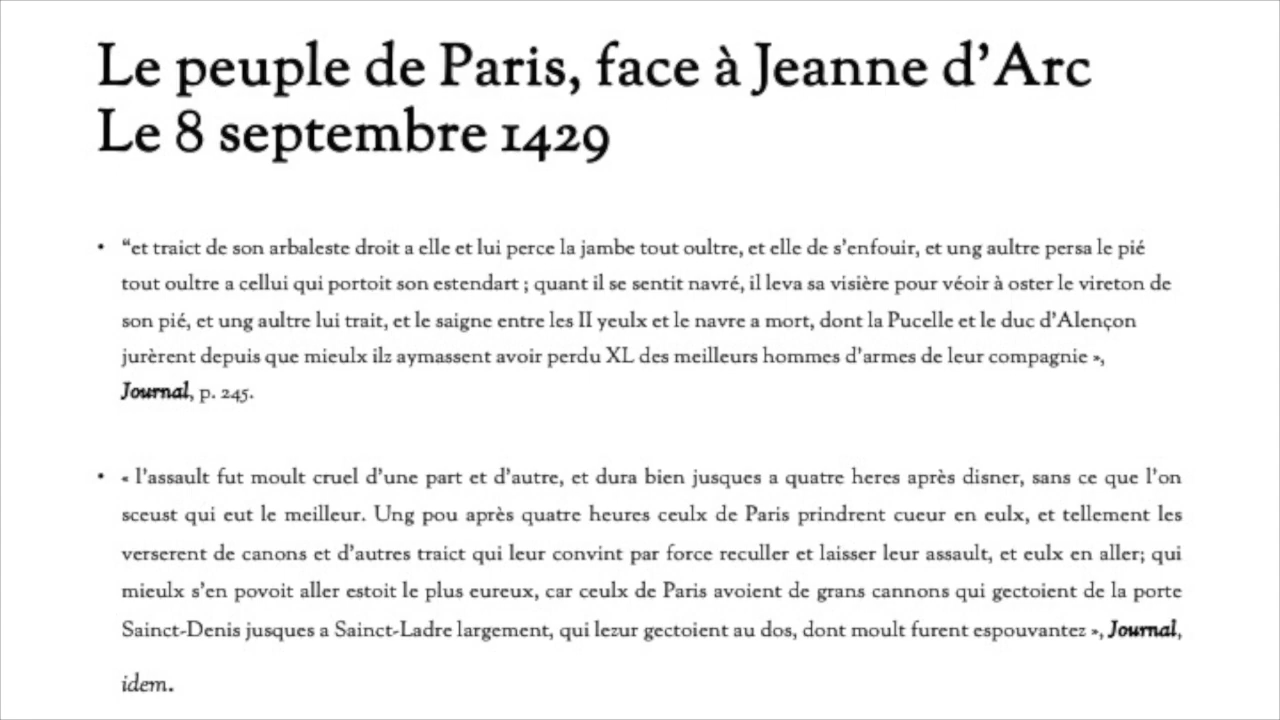 Le peuple de Paris, face à Jeanne d’Arc
Le 8 septembre 1429
• “et traict de son arbaleste droit a elle et lui perce la jambe tout oultre, et elle de s’enfouir, et ung aultre persa le pié
tout oultre a cellui qui portoit son estendart ; quant il se sentit navré, il leva sa visière pour véoir à oster le vireton de
son pié, et ung aultre lui trait, et le saigne entre les II yeulx et le navre a mort, dont la Pucelle et le duc d’Alençon
jurèrent depuis que mieulx ilz aymassent avoir perdu XL des meilleurs hommes d’armes de leur compagnie »,
Journal, p. 245.
• « l’assault fut moult cruel d’une part et d’autre, et dura bien jusques a quatre heres après disner, sans ce que l’on
sceust qui eut le meilleur. Ung pou après quatre heures ceulx de Paris prindrent cueur en eulx, et tellement les
verserent de canons et d’autres traict qui leur convint par force reculler et laisser leur assault, et eulx en aller; qui
mieulx s’en povoit aller estoit le plus eureux, car ceulx de Paris avoient de grans cannons qui gectoient de la porte
Sainct-Denis jusques a Sainct-Ladre largement, qui lezur gectoient au dos, dont moult furent espouvantez », Journal,
idem.